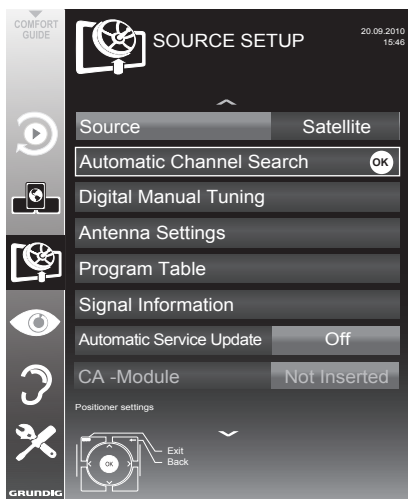 COMFORT
GUIDE
SOURCE SETUP
20.09.2010
15:46
Source Satellite
Automatic Channel Search OK
Digital Manual Tuning
Antenna Settings
Program Table
Signal Information
Automatic Service Update Off
CA -Module Not Inserted
Positioner settings
Exit
Back
OK
GRUNDIG